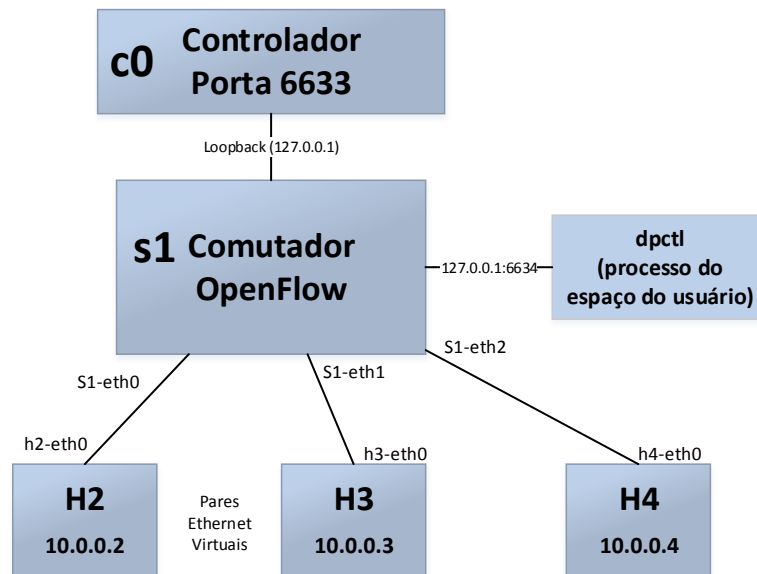 c0
Controlador
Porta 6633
Loopback (127.0.0.1)
s1
Comutador
OpenFlow
127.0.0.1:6634
dpctl
(processo do
espaço do usuário)
S1-eth0
S1-eth1
S1-eth2
h2-eth0
h3-eth0
h4-eth0
H2
10.0.0.2
Pares
Ethernet
Virtuais
H3
10.0.0.3
H4
10.0.0.4